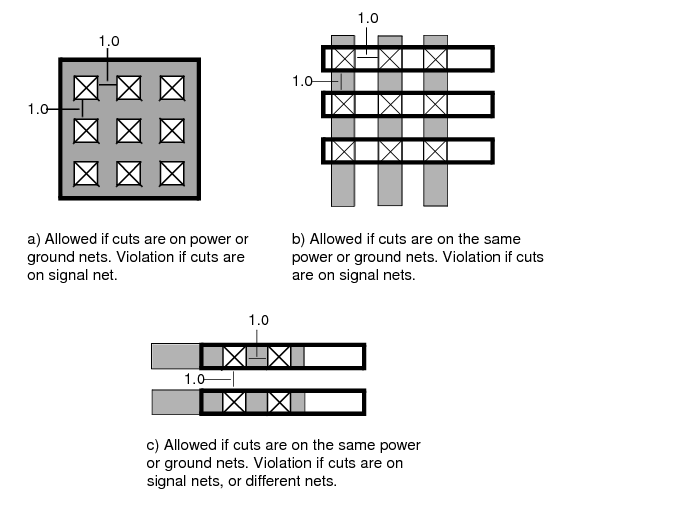 1.0
1.0
a) Allowed if cuts are on power or
ground nets. Violation if cuts are
on signal net.
1.0
1.0
b) Allowed if cuts are on the same
power or ground nets. Violation if cuts
are on signal nets.
1.0
1.0
c) Allowed if cuts are on the same power
or ground nets. Violation if cuts are on
signal nets, or different nets.